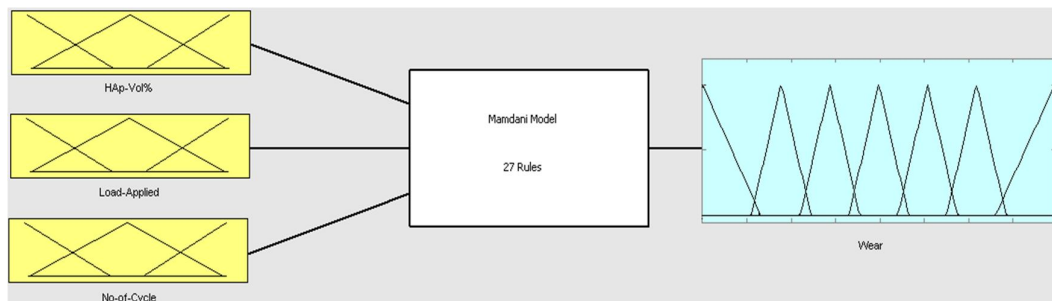 HAp-Vol%
Load-Applied
No-of-Cycle
Mamdani Model
27 Rules
Wear